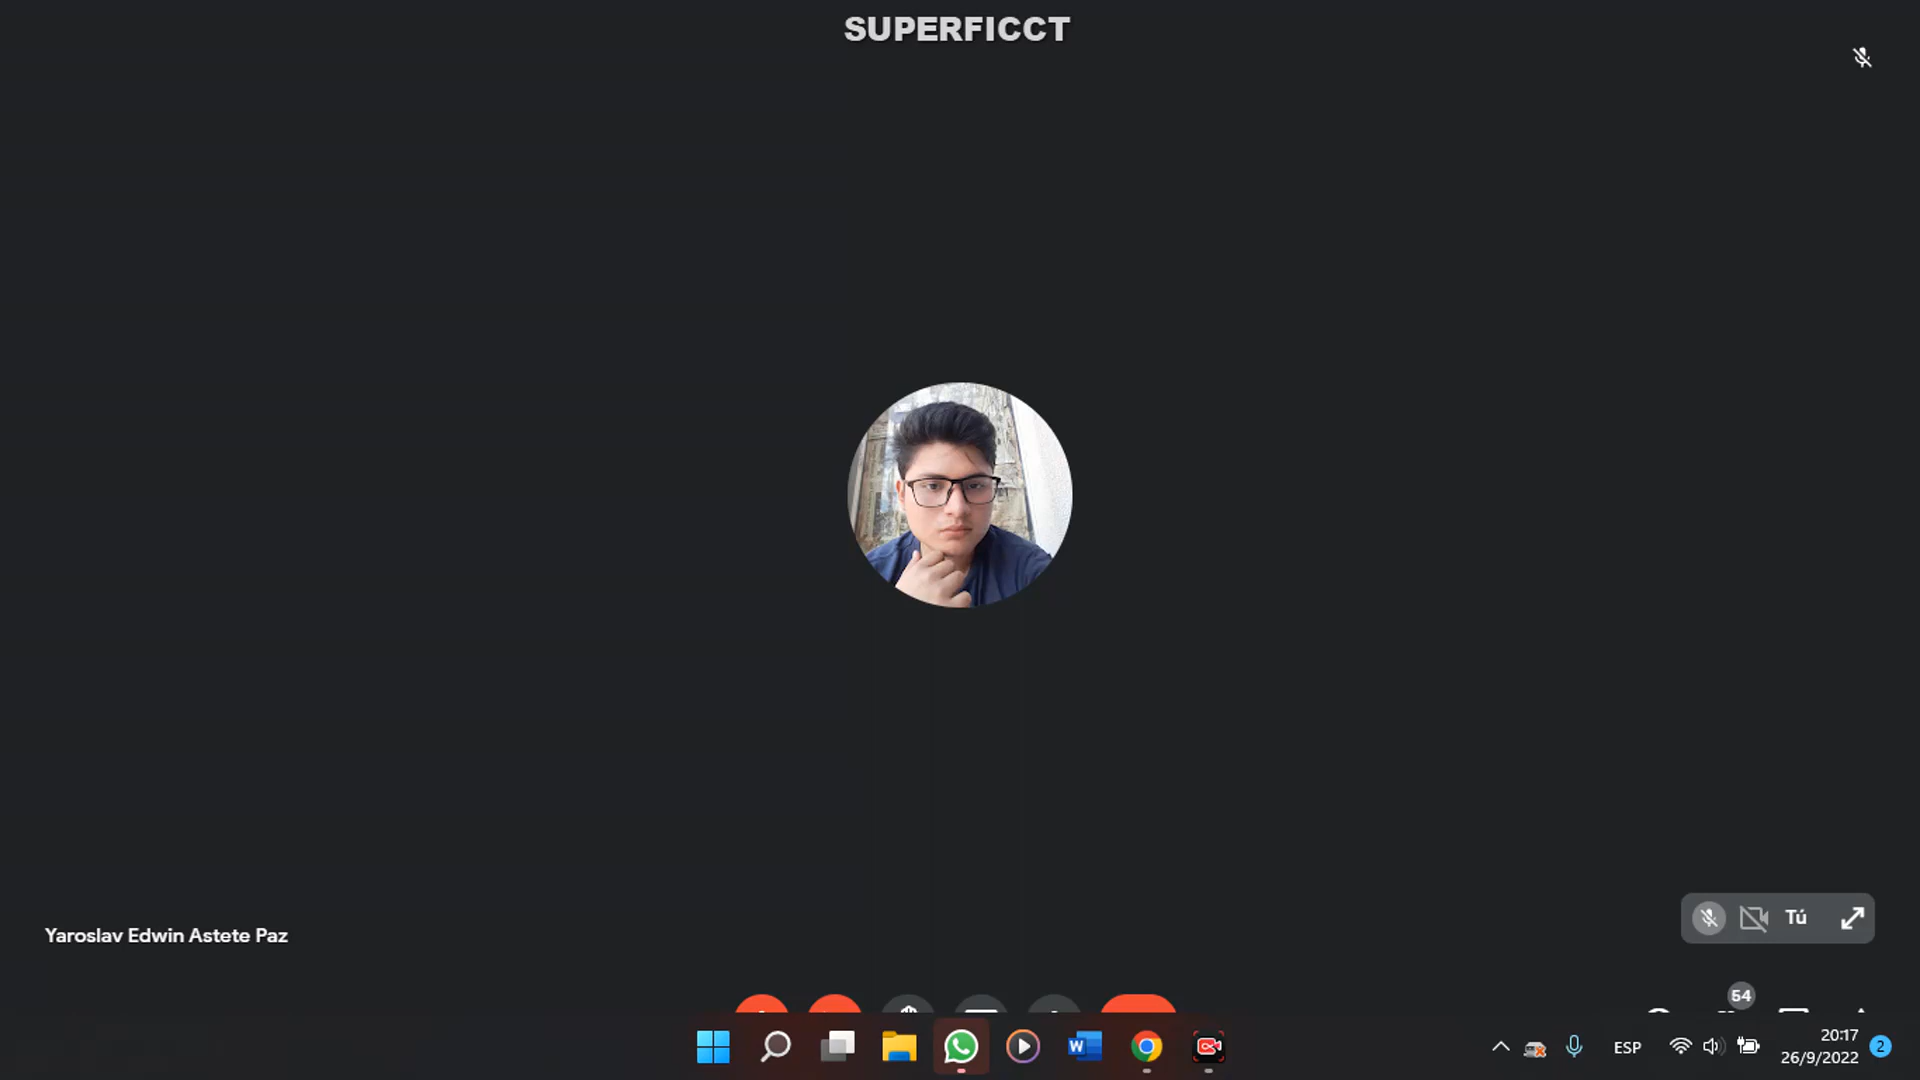 SUPERFICCT
Yaroslav Edwin Astete Paz
Tú
54
ESP
20:17
26/9/2022
2